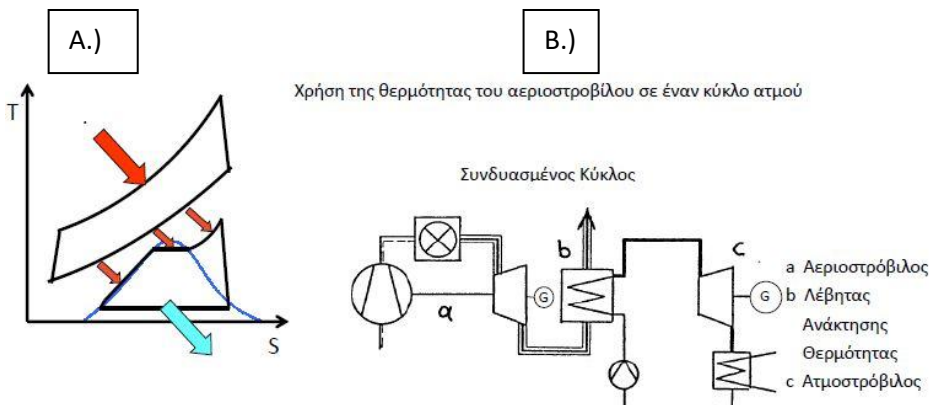 A.)
B.)
Χρήση της θερμότητας του αεριοστροβίλου σε έναν κύκλο ατμού
T
S
Συνδυασμένος Κύκλος
a
b
c
G
G
a Αεριοστρόβιλος
b Λέβητας
Ανάκτησης
Θερμότητας
c Ατμοστρόβιλος